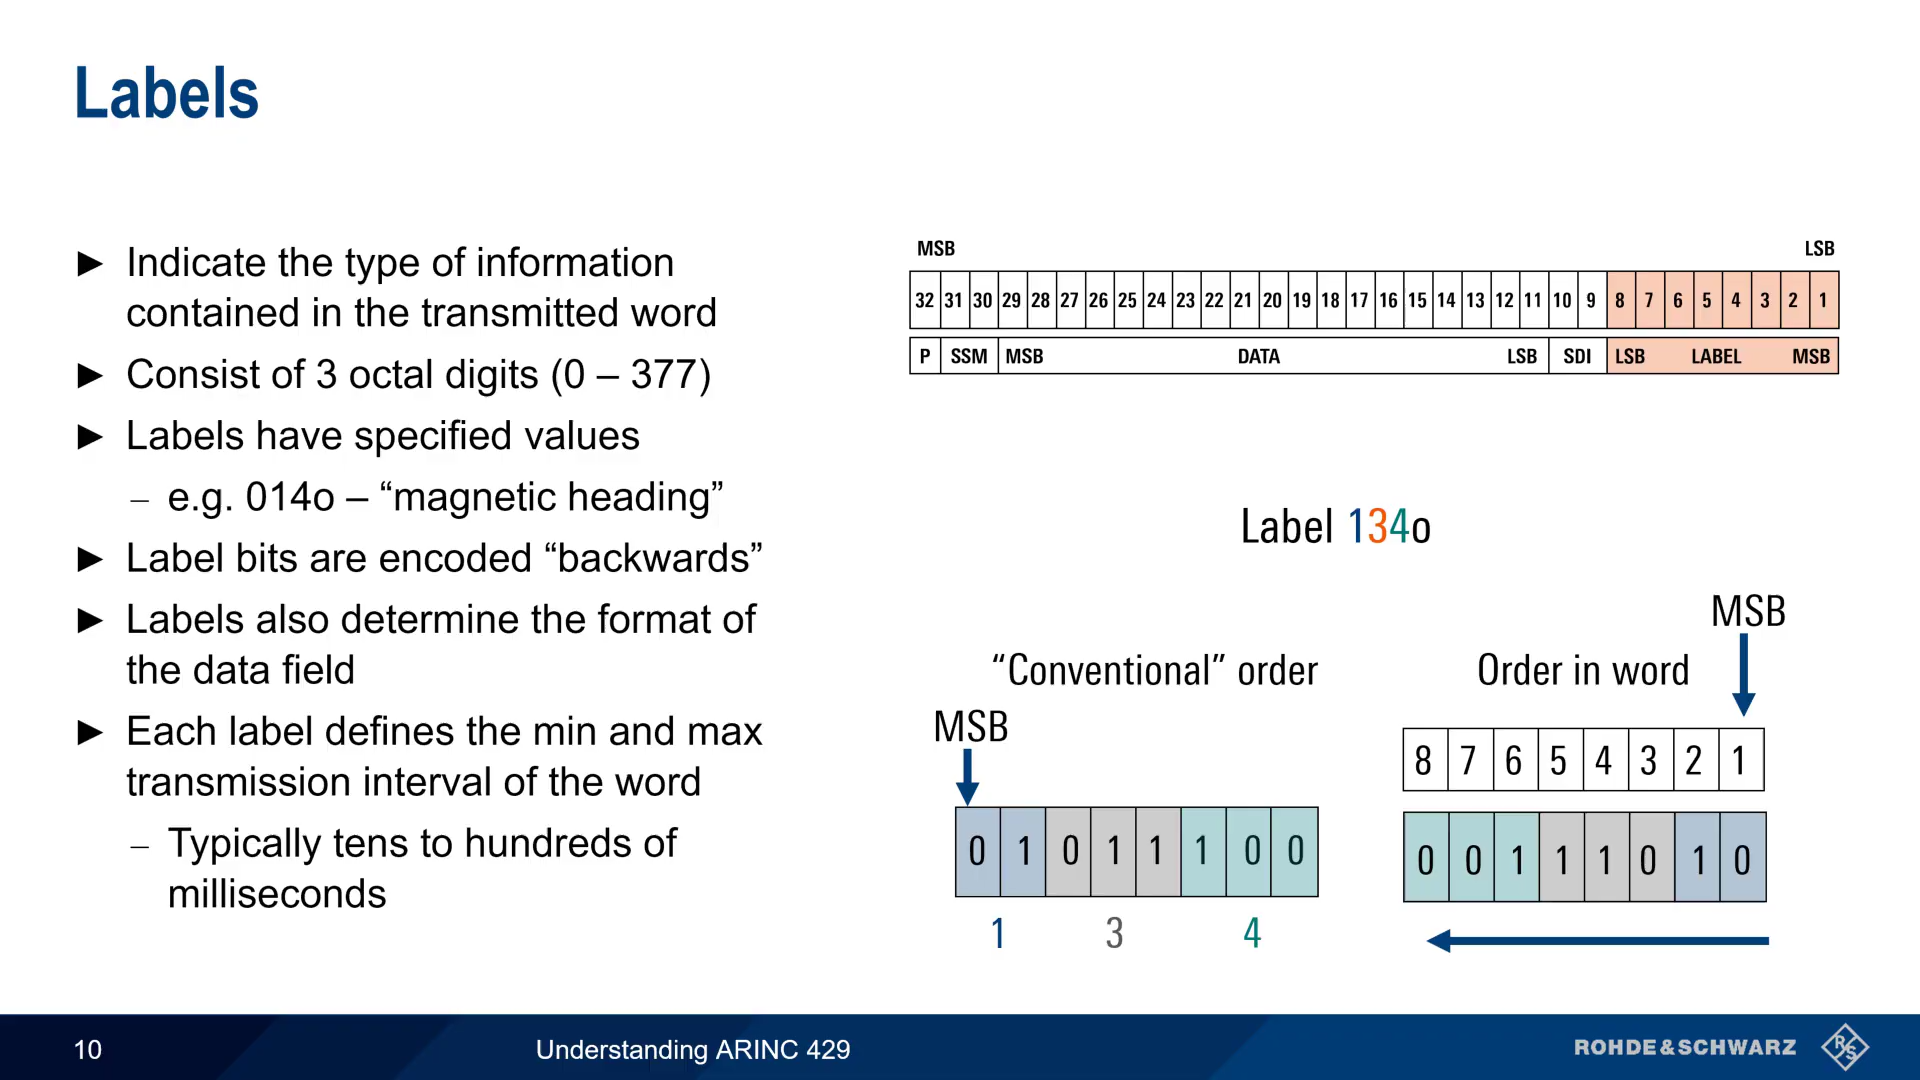 Labels
► Indicate the type of information
contained in the transmitted word
► Consist of 3 octal digits (0 – 377)
► Labels have specified values
– e.g. 014o – “magnetic heading”
► Label bits are encoded “backwards”
► Labels also determine the format of
the data field
► Each label defines the min and max
transmission interval of the word
– Typically tens to hundreds of
milliseconds
MSB LSB
32 31 30 29 28 27 26 25 24 23 22 21 20 19 18 17 16 15 14 13 12 11 10 9 8 7 6 5 4 3 2 1
P SSM MSB DATA LSB SDI LSB LABEL MSB
Label 134o
“Conventional” order
MSB
0 1 0 1 1 1 0 0
1 3 4
MSB
Order in word
8 7 6 5 4 3 2 1
0 0 1 1 1 0 1 0
10 Understanding ARINC 429 ROHDE&SCHWARZ R&S